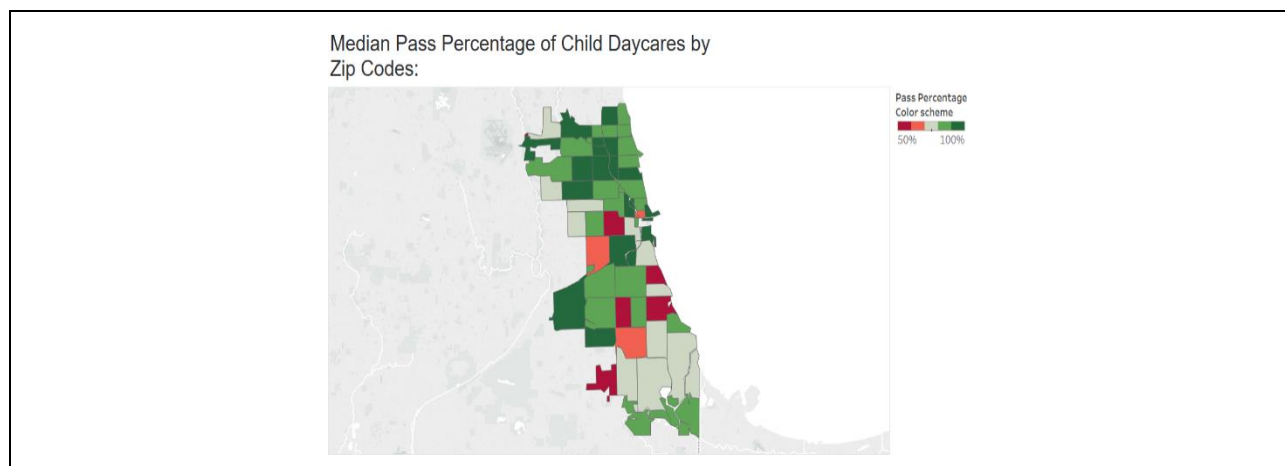 Median Pass Percentage of Child Daycares by
Zip Codes:
Pass Percentage
Color scheme
50% 100%